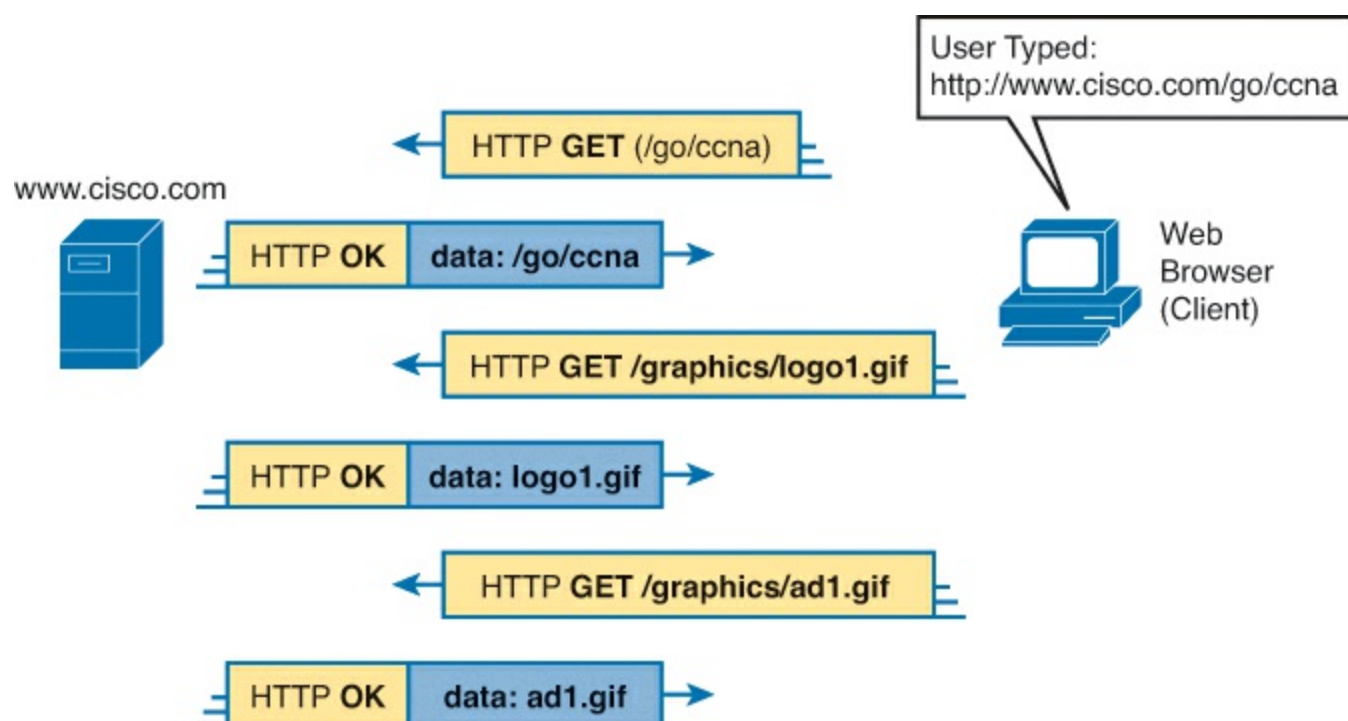 User Typed:
http://www.cisco.com/go/ccna
HTTP GET (/go/ccna)
www.cisco.com
HTTP OK data: /go/ccna
Web
Browser
(Client)
HTTP GET /graphics/logo1.gif
HTTP OK data: logo1.gif
HTTP GET /graphics/ad1.gif
HTTP OK data: ad1.gif